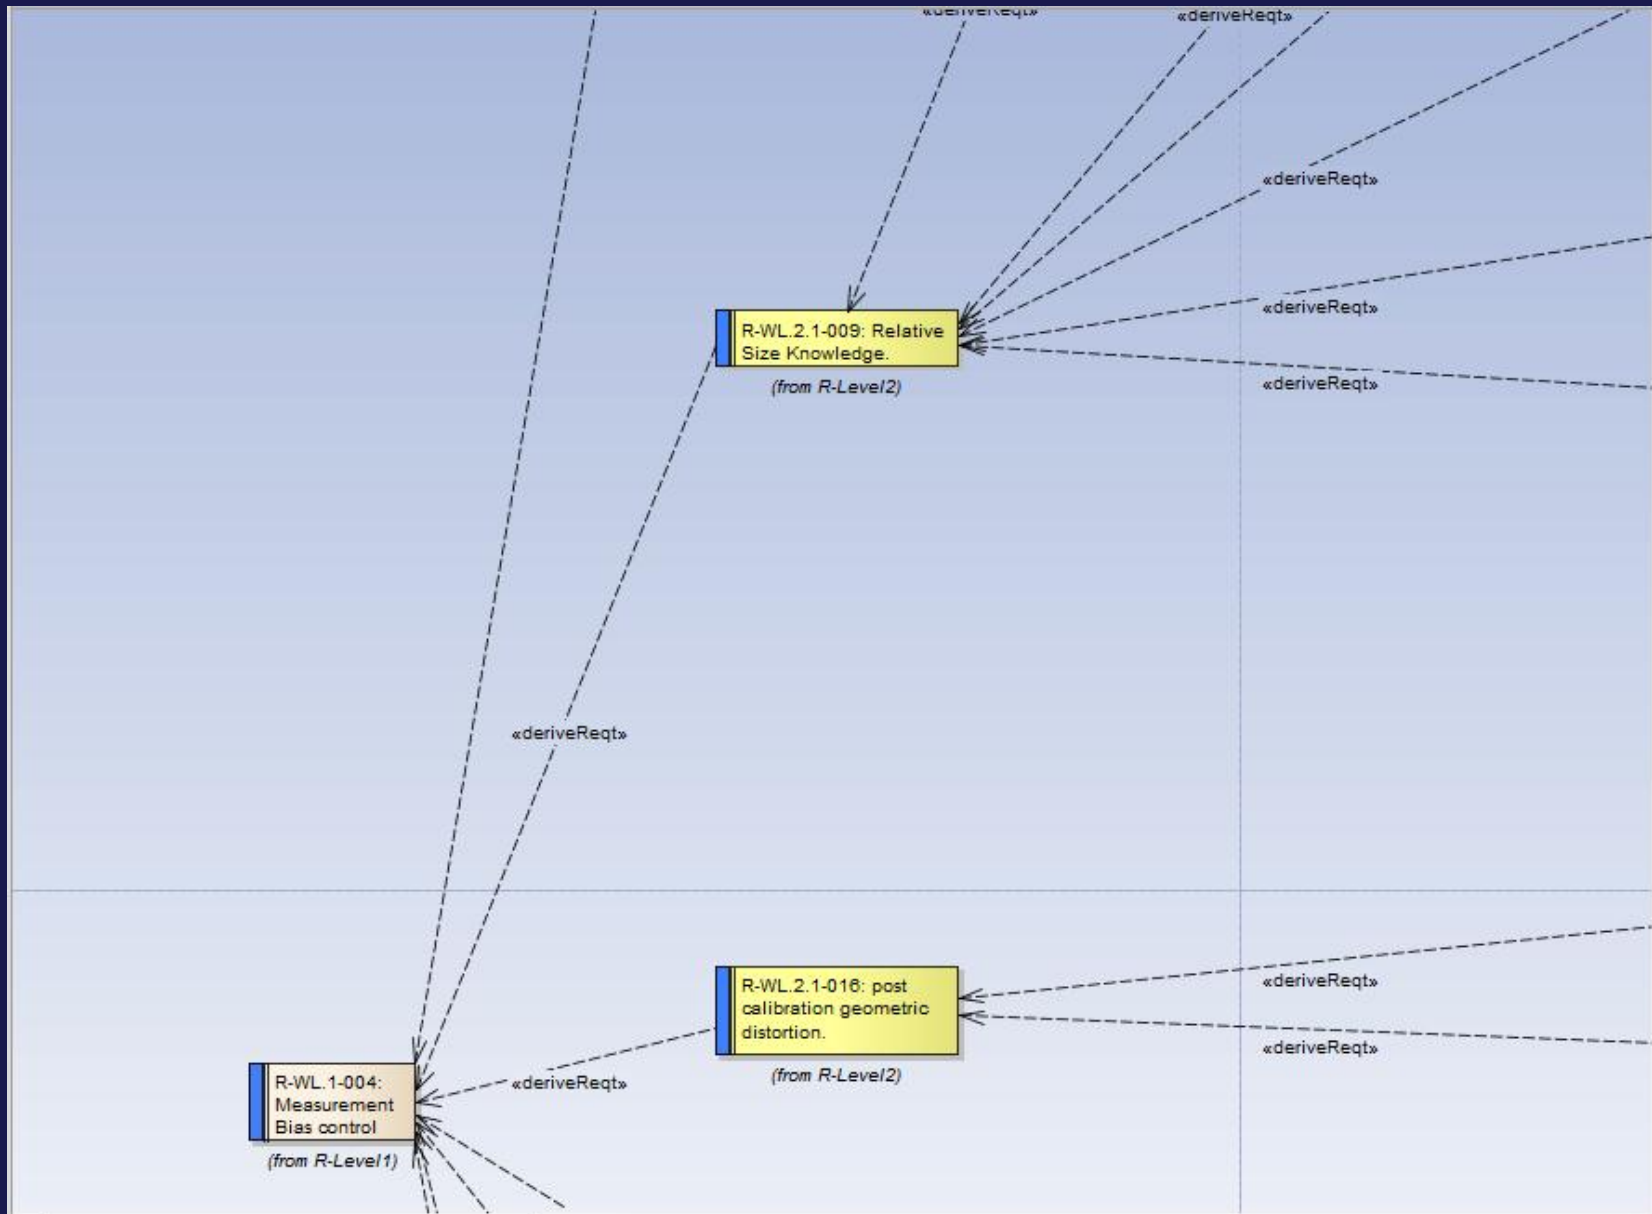 «deriveReqt»
«deriveReqt»
«deriveReqt»
«deriveReqt»
«deriveReqt»
R-WL.2.1-009: Relative
Size Knowledge.
(from R-Level2)
«deriveReqt»
R-WL.2.1-016: post
calibration geometric
distortion.
(from R-Level2)
«deriveReqt»
«deriveReqt»
«deriveReqt»
R-WL.1-004:
Measurement
Bias control
(from R-Level1)